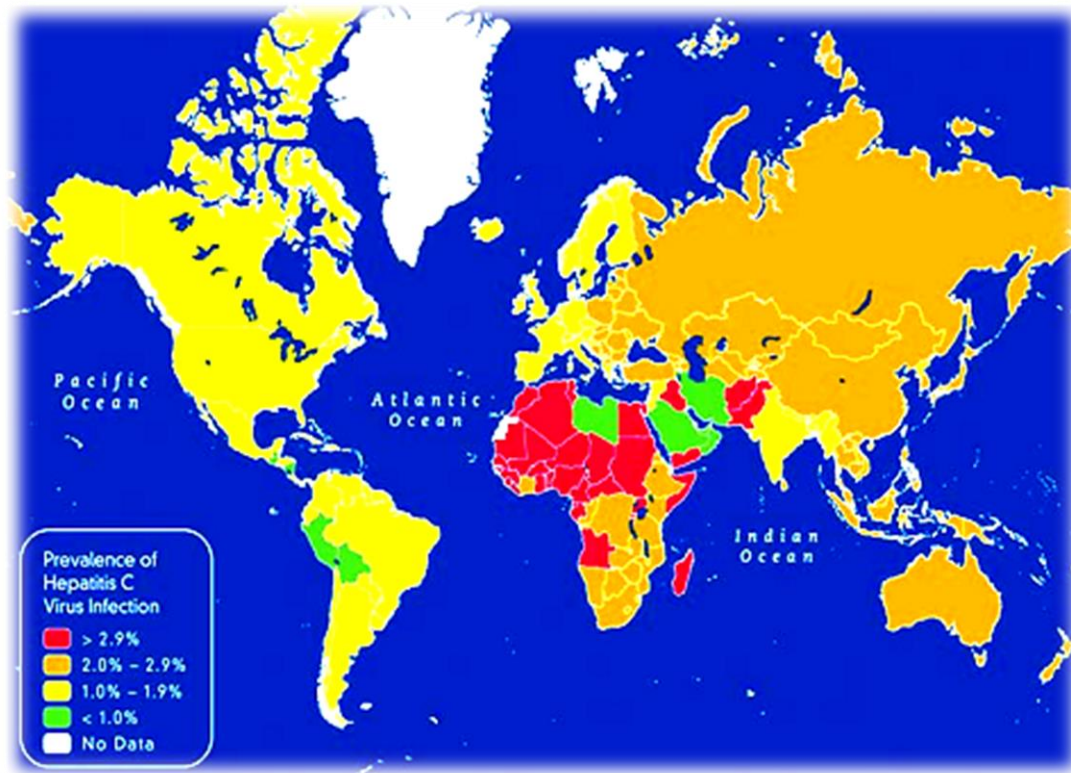 Pacific
Ocean
Atlantic
Ocean
Indian
Ocean
Prevalence of
Hepatitis C
Virus Infection
> 2.9%
2.0% – 2.9%
1.0% – 1.9%
< 1.0%
No Data